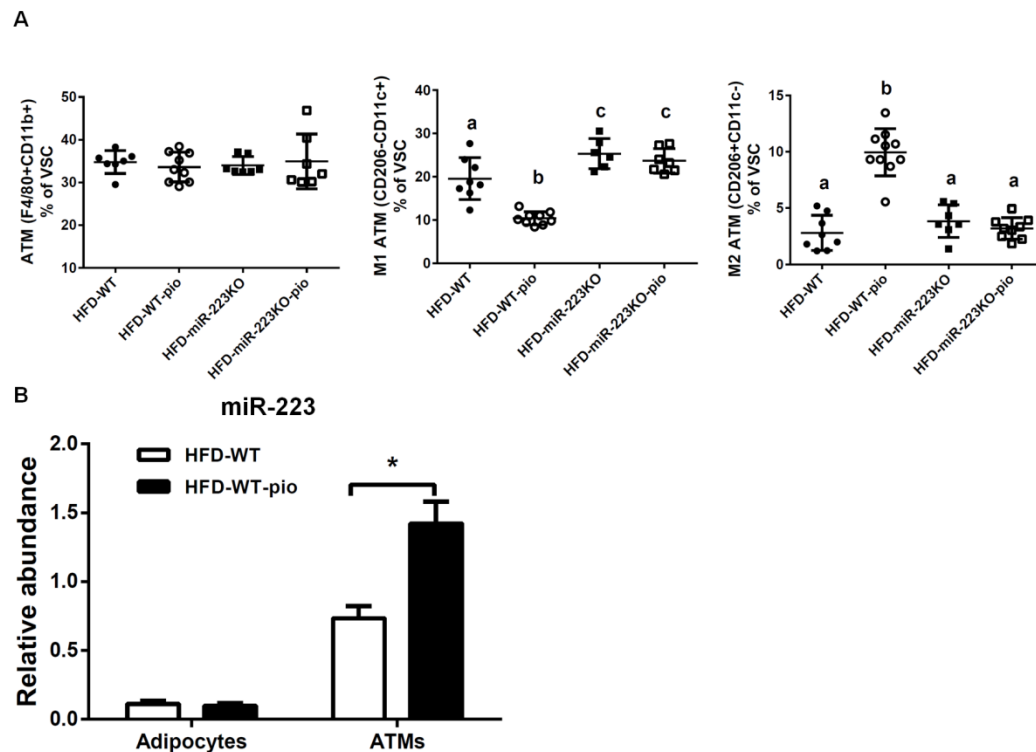 A
ATM (F4/80+CD11b+)
% of VSC
50
40
30
20
10
HFD-WT
HFD-WT-pio
HFD-miR-223KO
HFD-miR-223KO-pio
M1 ATM (CD206-CD11c+)
% of VSC
40
30
20
10
0
a
b
c
c
HFD-WT
HFD-WT-pio
HFD-miR-223KO
HFD-miR-223KO-pio
M2 ATM (CD206+CD11c-)
% of VSC
15
10
5
0
a
b
a
a
HFD-WT
HFD-WT-pio
HFD-miR-223KO
HFD-miR-223KO-pio
B
miR-223
Relative abundance
2.0
1.5
1.0
0.5
0.0
HFD-WT
HFD-WT-pio
*
Adipocytes
ATMs